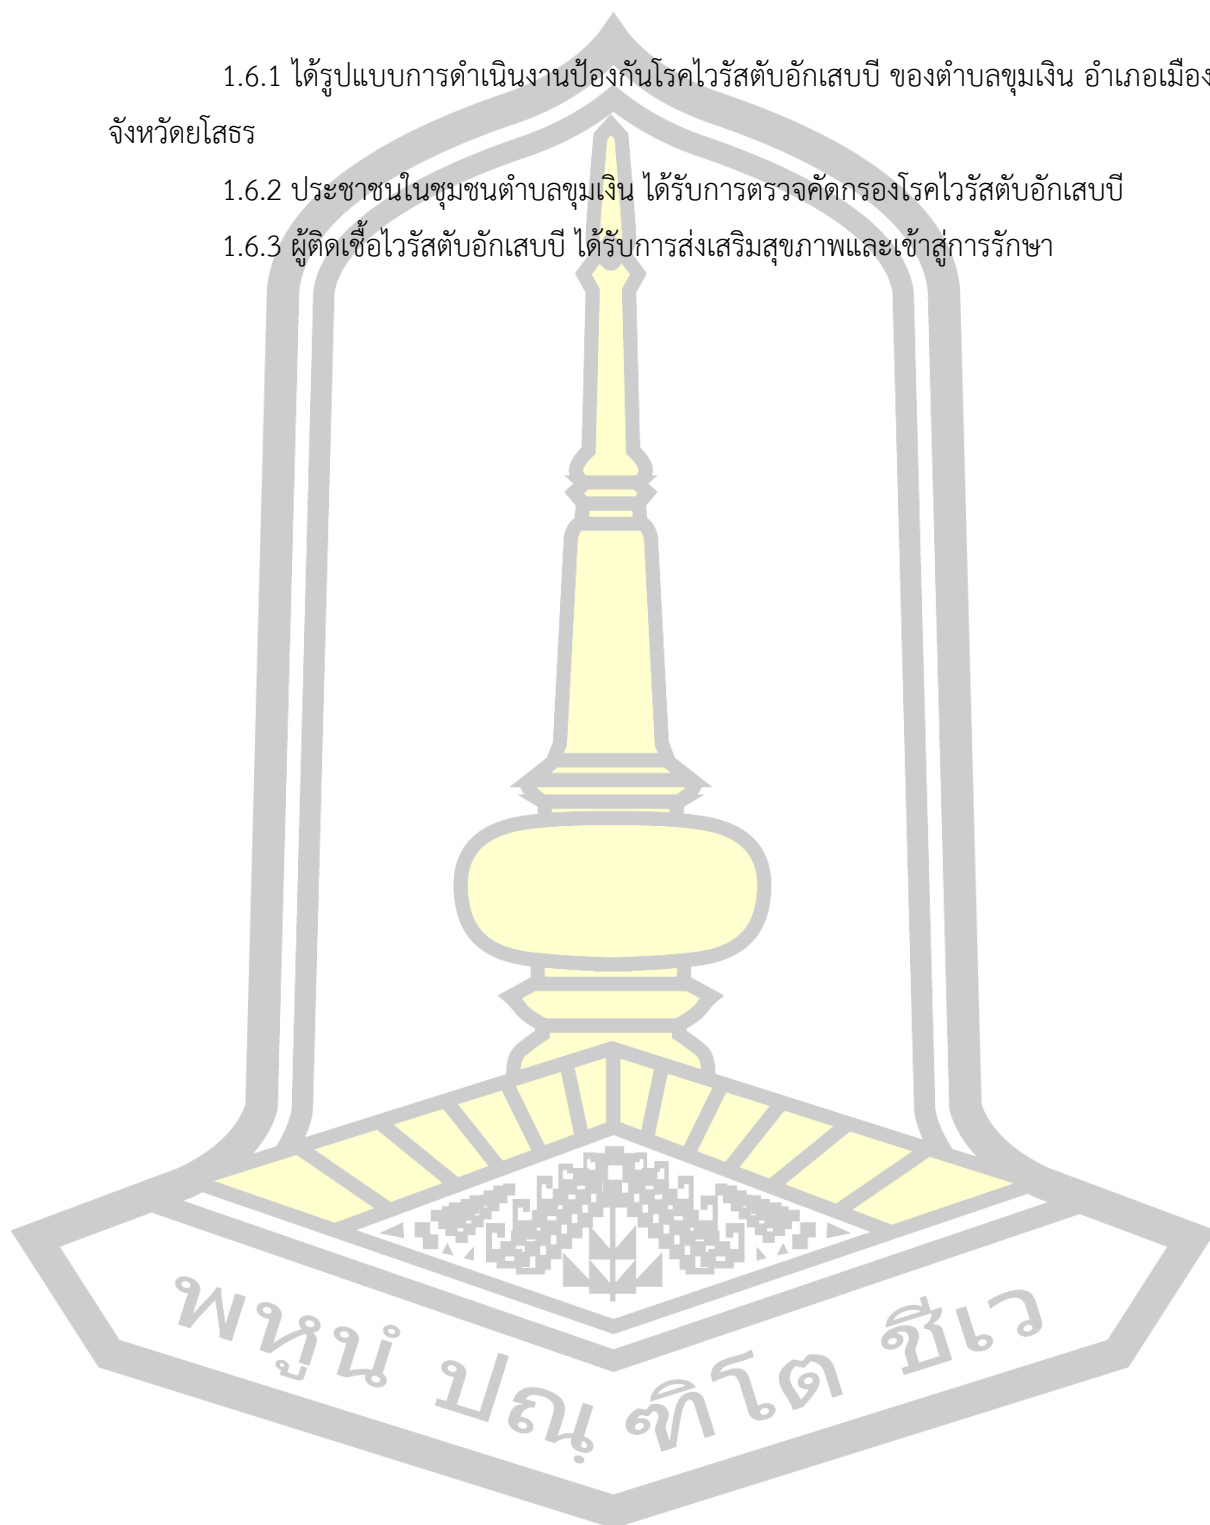 1.6.1 ได้รูปแบบการดำเนินงานป้องกันโรคไวรัสตับอักเสบบี ของตำบลขุมเงิน อำเภอเมือง
จังหวัดยโสธร
1.6.2 ประชาชนในชุมชนตำบลขุมเงิน ได้รับการตรวจคัดกรองโรคไวรัสตับอักเสบบี
1.6.3 ผู้ติดเชื้อไวรัสตับอักเสบบี ได้รับการส่งเสริมสุขภาพและเข้าสู่การรักษา
พหูนํ ปณฺ ฑิโต ชีเว